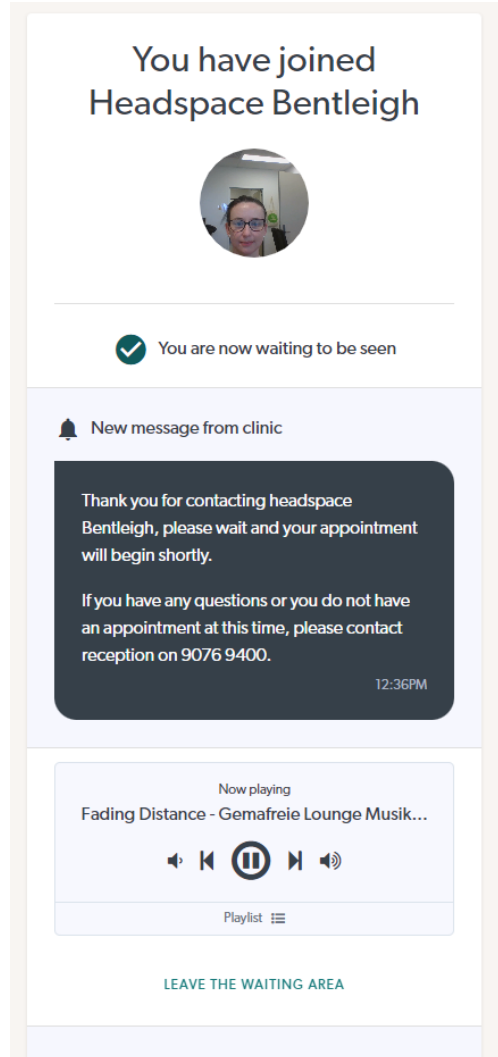 You have joined
Headspace Bentleigh
You are now waiting to be seen
New message from clinic
Thank you for contacting headspace
Bentleigh, please wait and your appointment
will begin shortly.
If you have any questions or you do not have
an appointment at this time, please contact
reception on 9076 9400.
12:36PM
Now playing
Fading Distance - Gemafreie Lounge Musik...
Playlist
LEAVE THE WAITING AREA